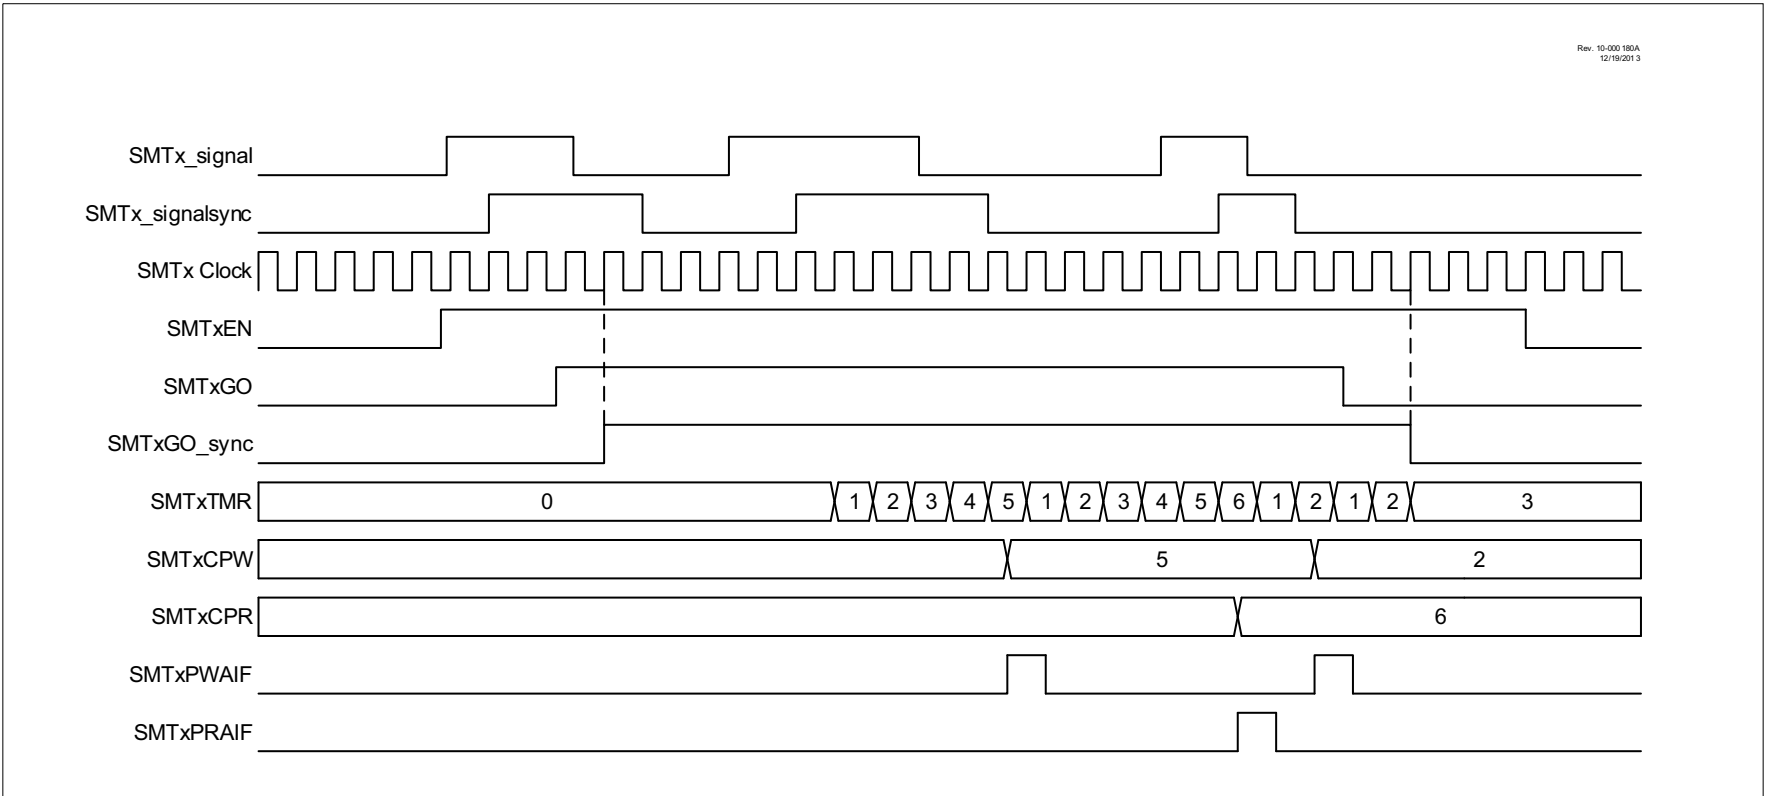 Rev. 10-000 180A
12/19/201 3
SMTx_signal
SMTx_signalsync
SMTx Clock
SMTxEN
SMTxGO
SMTxGO_sync
SMTxTMR 0 1 2 3 4 5 1 2 3 4 5 6 1 2 1 2 3
SMTxCPW 5 2
SMTxCPR 6
SMTxPWAIF
SMTxPRAIF